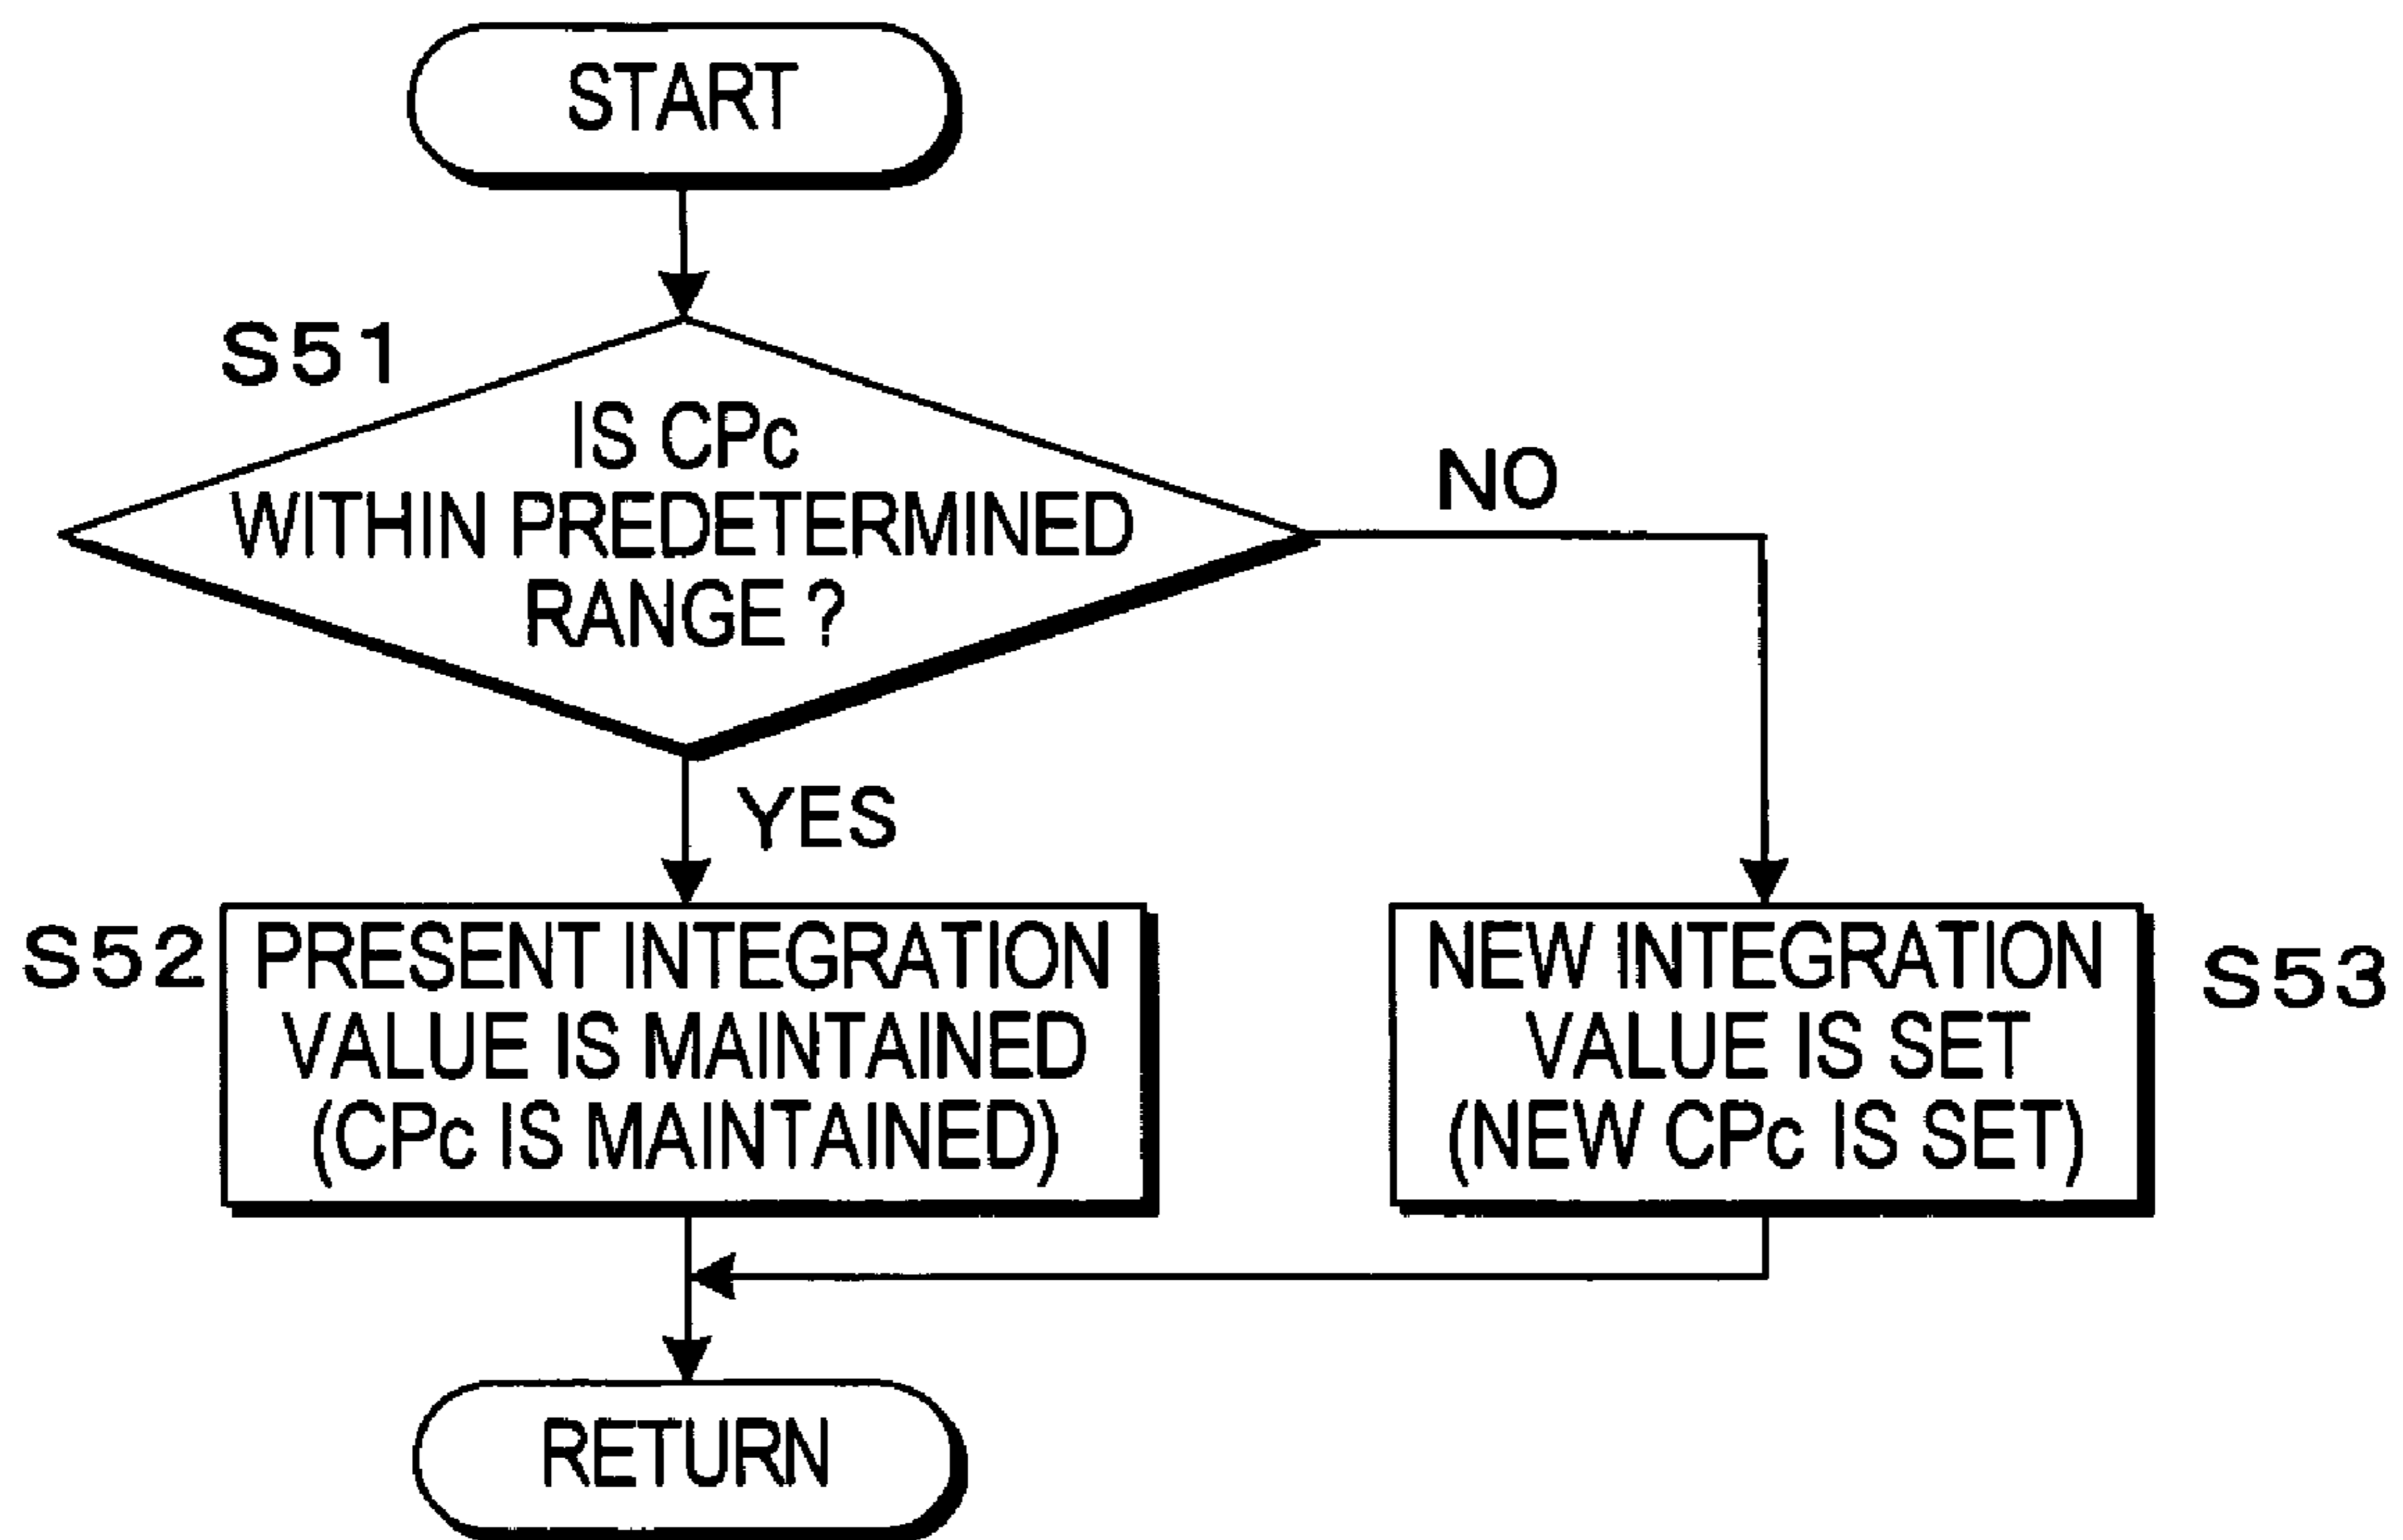 START
S51
IS CPc
WITHIN PREDETERMINED
RANGE ?
NO
YES
S52
PRESENT INTEGRATION
VALUE IS MAINTAINED
(CPc IS MAINTAINED)
NEW INTEGRATION
VALUE IS SET
(NEW CPc IS SET)
S53
RETURN